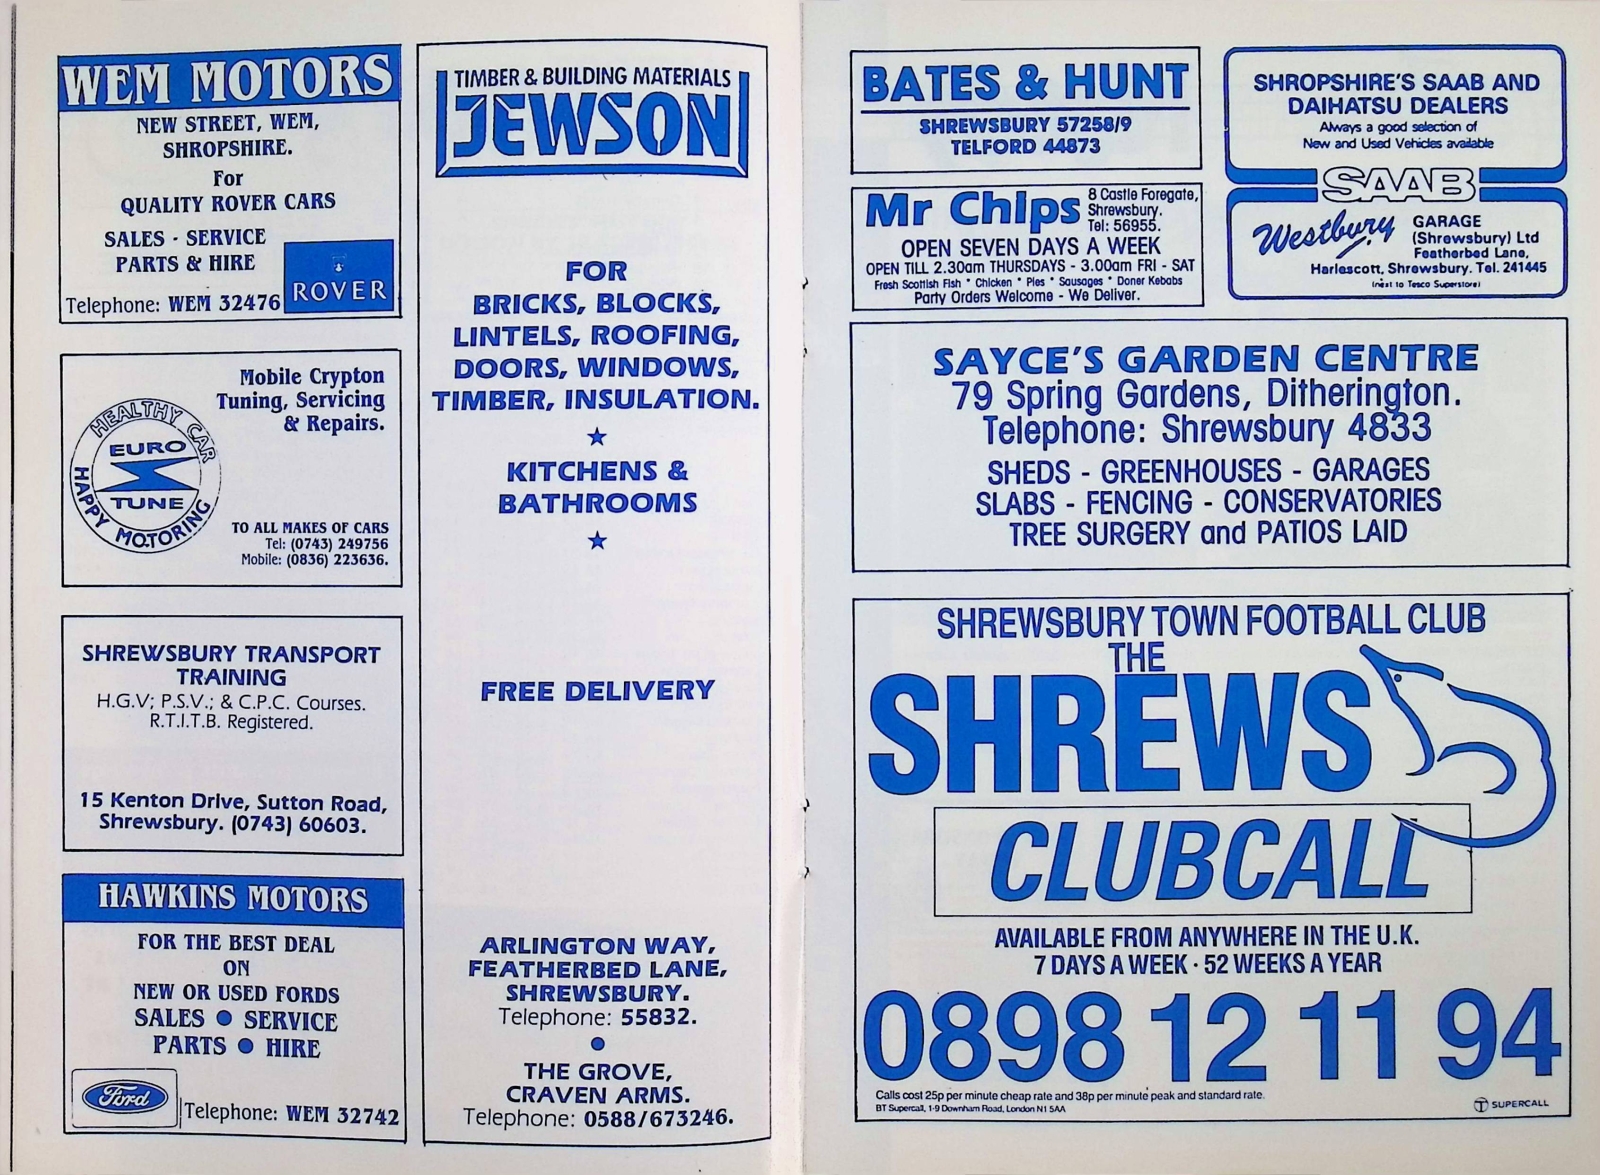 WEM MOTORS
NEW STREET, WEM,
SHROPSHIRE.
For
QUALITY ROVER CARS
SALES - SERVICE
PARTS & HIRE
ROVER
Telephone: WEM 32476
Mobile Crypton
Tuning, Servicing
& Repairs.
HEALTHY CAR
EURO
TUNE
HAPPY MOTORING
TO ALL MAKES OF CARS
Tel: (0743) 249756
Mobile: (0836) 223636.
SHREWSBURY TRANSPORT
TRAINING
H.G.V; P.S.V.; & C.P.C. Courses.
R.T.I.T.B. Registered.
15 Kenton Drive, Sutton Road,
Shrewsbury. (0743) 60603.
HAWKINS MOTORS
FOR THE BEST DEAL
ON
NEW OR USED FORDS
SALES ● SERVICE
PARTS ● HIRE
Ford
Telephone: WEM 32742
TIMBER & BUILDING MATERIALS
JEWSON
FOR
BRICKS, BLOCKS,
LINTELS, ROOFING,
DOORS, WINDOWS,
TIMBER, INSULATION.
★
KITCHENS &
BATHROOMS
★
FREE DELIVERY
ARLINGTON WAY,
FEATHERBED LANE,
SHREWSBURY.
Telephone: 55832.
●
THE GROVE,
CRAVEN ARMS.
Telephone: 0588/673246.
BATES & HUNT
SHREWSBURY 57258/9
TELFORD 44873
Mr Chips
8 Castle Foregate,
Shrewsbury.
Tel: 56955.
OPEN SEVEN DAYS A WEEK
OPEN TILL 2.30am THURSDAYS - 3.00am FRI - SAT
Fresh Scottish Fish * Chicken * Pies * Sausages * Doner Kebabs
Party Orders Welcome - We Deliver.
SHROPSHIRE'S SAAB AND
DAIHATSU DEALERS
Always a good selection of
New and Used Vehicles available
SAAB
Westbury
GARAGE
(Shrewsbury) Ltd
Featherbed Lane,
Harlescott, Shrewsbury. Tel. 241445
(next to Tesco Superstore)
SAYCE'S GARDEN CENTRE
79 Spring Gardens, Ditherington.
Telephone: Shrewsbury 4833
SHEDS - GREENHOUSES - GARAGES
SLABS - FENCING - CONSERVATORIES
TREE SURGERY and PATIOS LAID
SHREWSBURY TOWN FOOTBALL CLUB
THE
SHREWS
CLUBCALL
AVAILABLE FROM ANYWHERE IN THE U.K.
7 DAYS A WEEK · 52 WEEKS A YEAR
0898 12 11 94
Calls cost 25p per minute cheap rate and 38p per minute peak and standard rate.
BT Supercall, 1-9 Downham Road, London N1 5AA
SUPERCALL